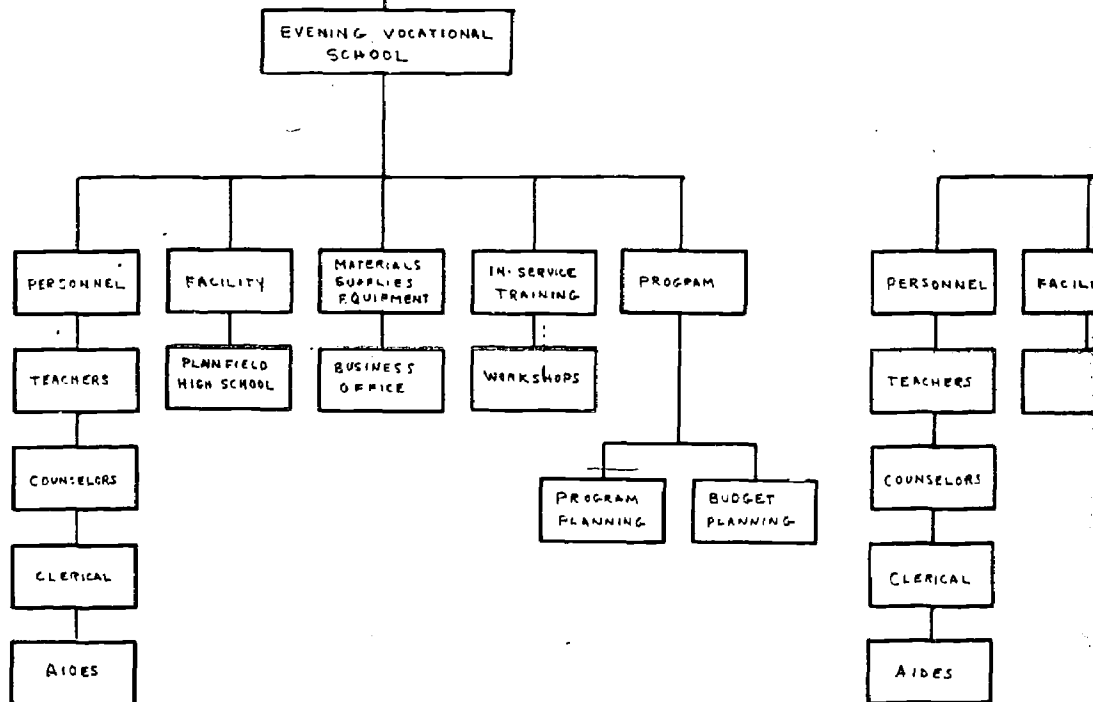 EVENING VOCATIONAL
SCHOOL
PERSONNEL
FACILITY
MATERIALS
SUPPLIES
EQUIPMENT
IN-SERVICE
TRAINING
PROGRAM
PERSONNEL
TEACHERS
PLAINFIELD
HIGH SCHOOL
BUSINESS
OFFICE
WORKSHOPS
TEACHERS
COUNSELORS
COUNSELORS
PROGRAM
PLANNING
BUDGET
PLANNING
CLERICAL
CLERICAL
AIDES
AIDES